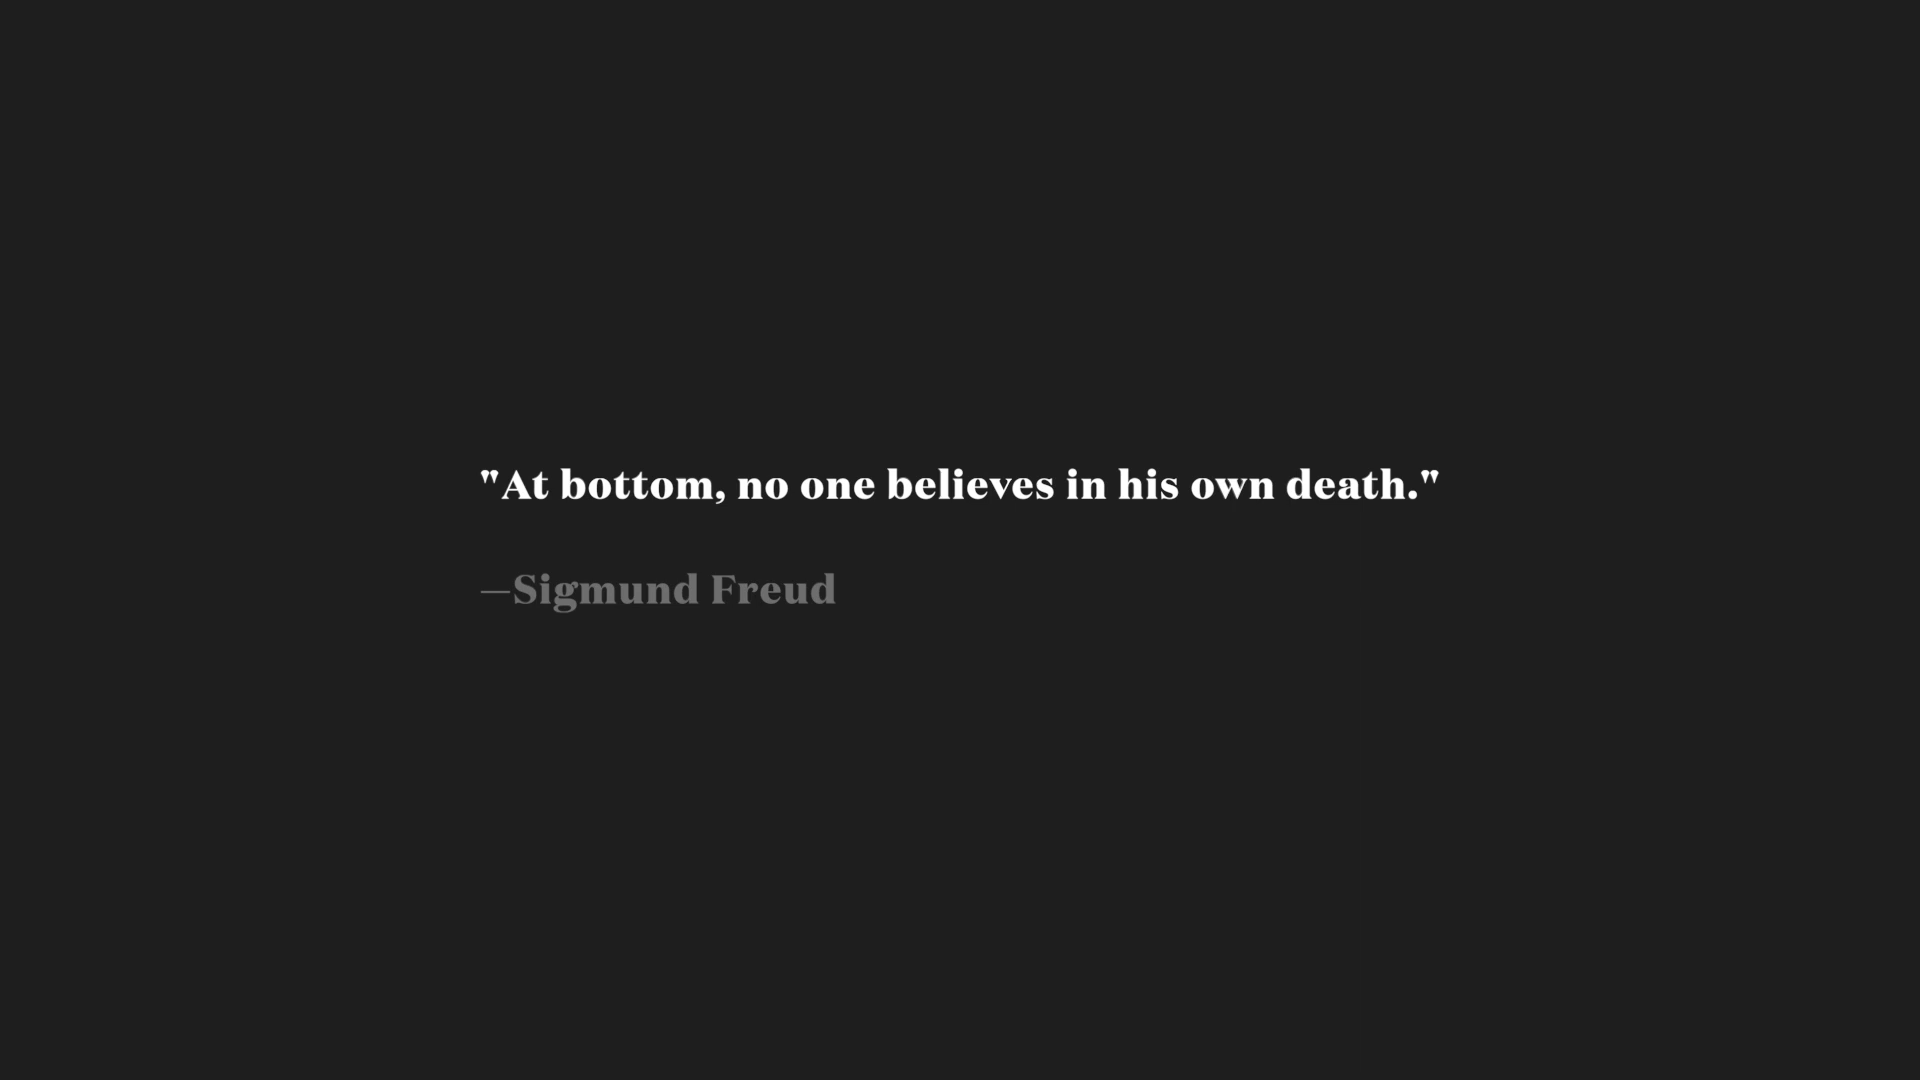 "At bottom, no one believes in his own death."
—Sigmund Freud